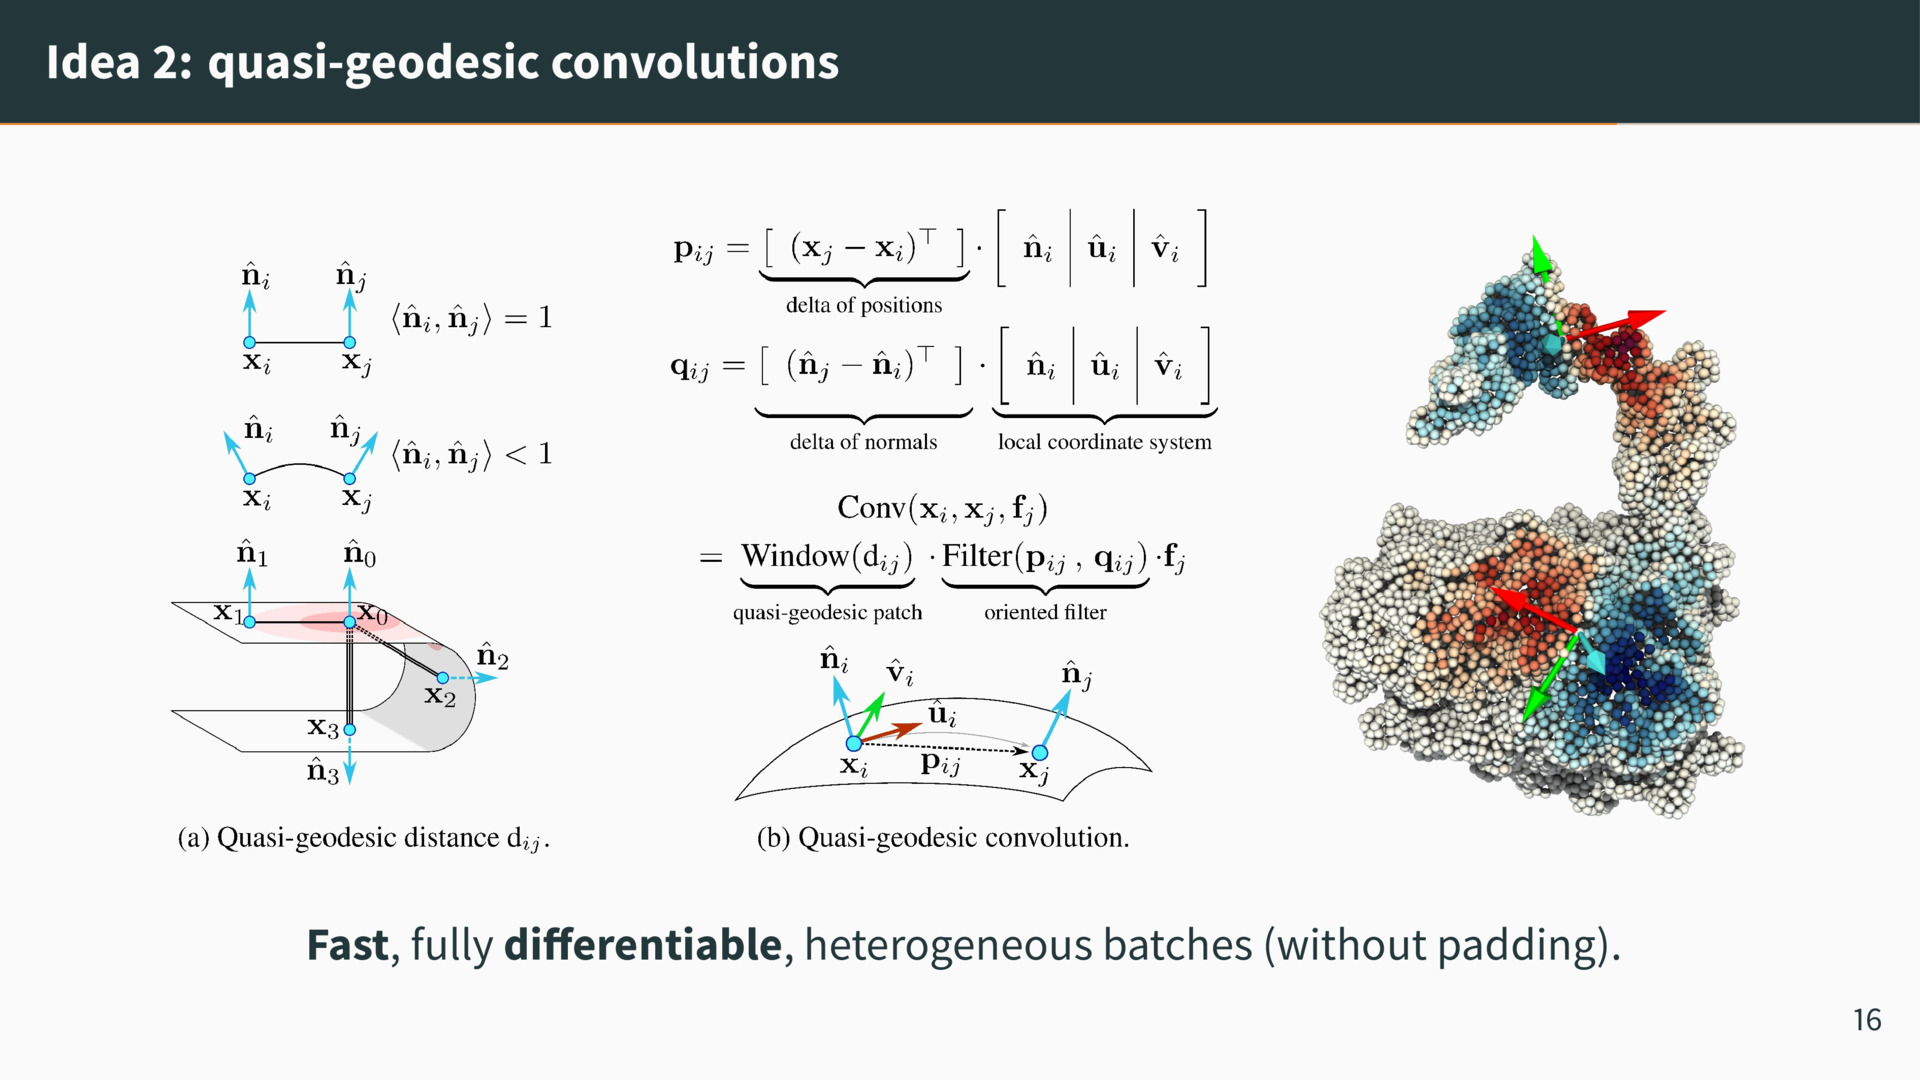 Idea 2: quasi-geodesic convolutions
n̂ᵢ n̂ⱼ
⟨n̂ᵢ, n̂ⱼ⟩ = 1
xᵢ xⱼ
n̂ᵢ n̂ⱼ
⟨n̂ᵢ, n̂ⱼ⟩ < 1
xᵢ xⱼ
n̂₁ n̂₀
x₁ x₀
n̂₂
x₂
x₃
n̂₃
(a) Quasi-geodesic distance dᵢⱼ.
pᵢⱼ = [ (xⱼ − xᵢ)⊤ ] · [ n̂ᵢ | ûᵢ | v̂ᵢ ]
delta of positions
qᵢⱼ = [ (n̂ⱼ − n̂ᵢ)⊤ ] · [ n̂ᵢ | ûᵢ | v̂ᵢ ]
delta of normals local coordinate system
Conv(xᵢ, xⱼ, fⱼ)
= Window(dᵢⱼ) · Filter(pᵢⱼ , qᵢⱼ) · fⱼ
quasi-geodesic patch oriented filter
n̂ᵢ v̂ᵢ n̂ⱼ
ûᵢ
xᵢ pᵢⱼ xⱼ
(b) Quasi-geodesic convolution.
Fast, fully differentiable, heterogeneous batches (without padding).
16